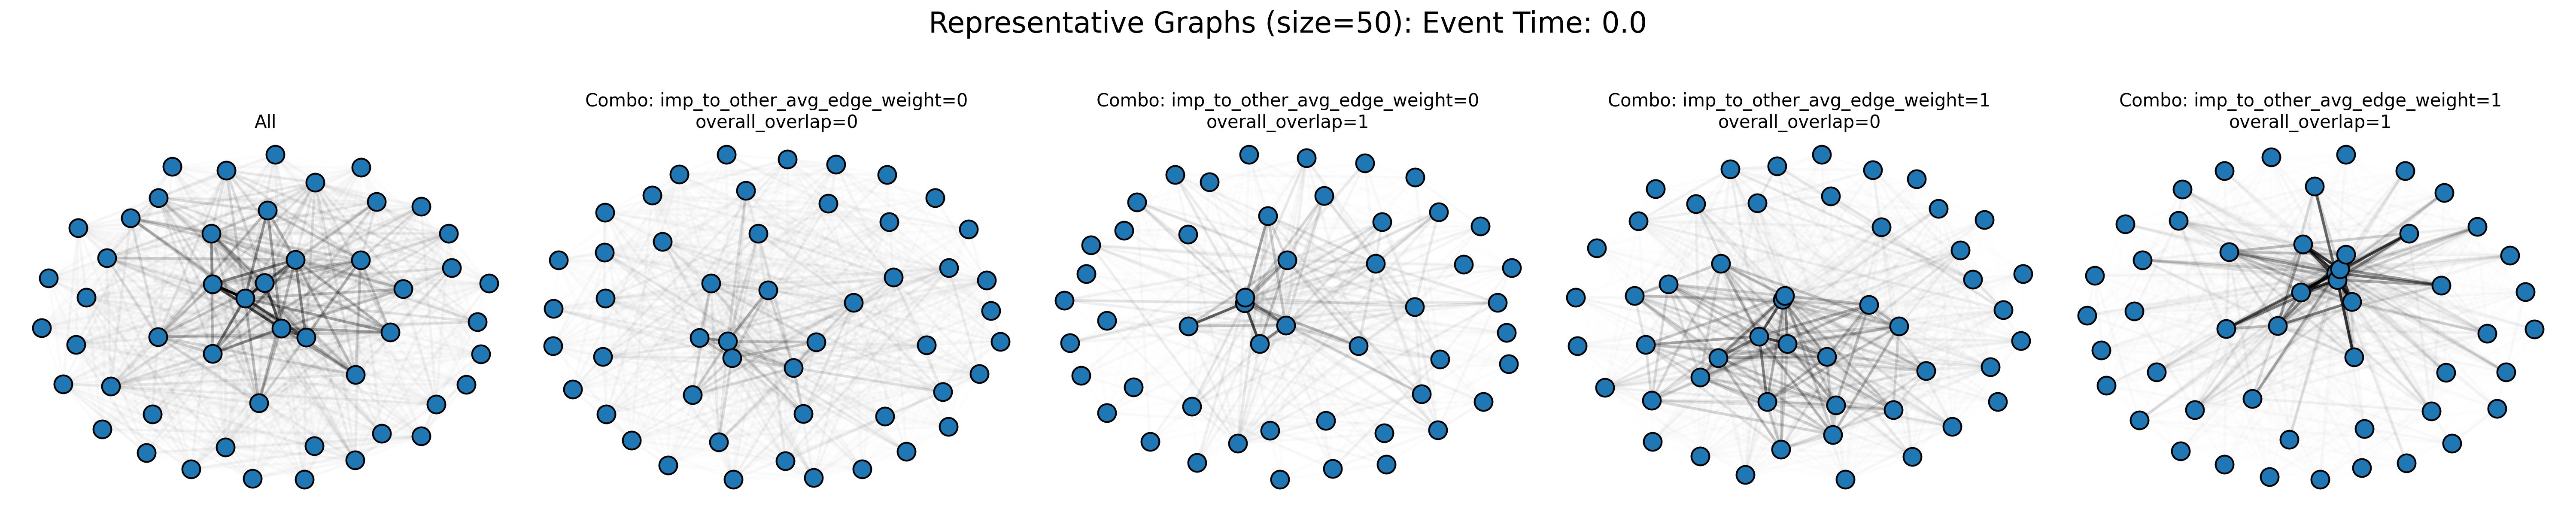 Representative Graphs (size=50): Event Time: 0.0
All
Combo: imp_to_other_avg_edge_weight=0
overall_overlap=0
Combo: imp_to_other_avg_edge_weight=0
overall_overlap=1
Combo: imp_to_other_avg_edge_weight=1
overall_overlap=0
Combo: imp_to_other_avg_edge_weight=1
overall_overlap=1